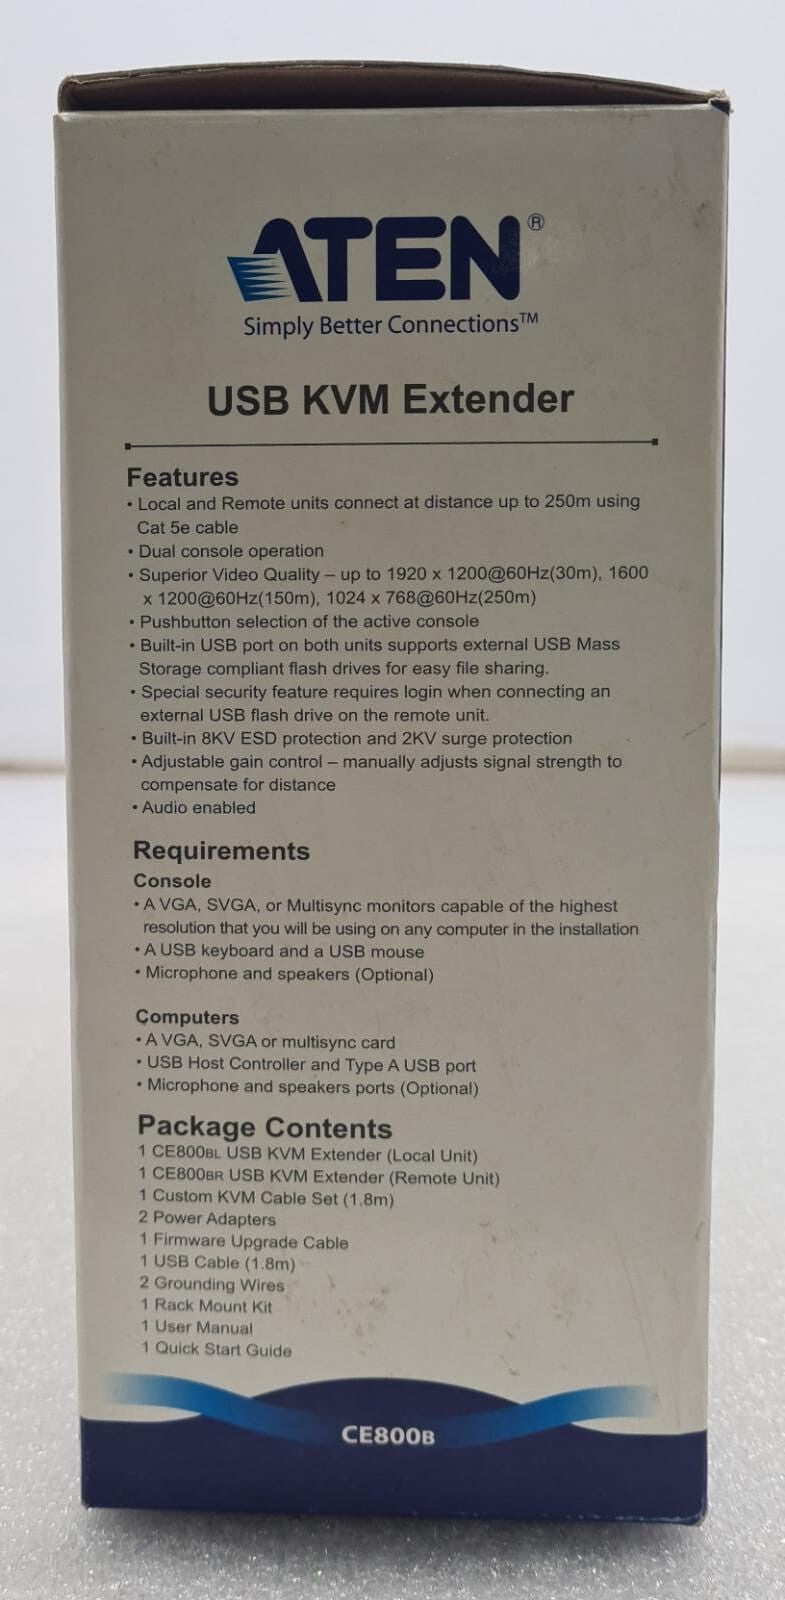 ATEN®
Simply Better Connections™
USB KVM Extender
Features
• Local and Remote units connect at distance up to 250m using
Cat 5e cable
• Dual console operation
• Superior Video Quality – up to 1920 x 1200@60Hz(30m), 1600
x 1200@60Hz(150m), 1024 x 768@60Hz(250m)
• Pushbutton selection of the active console
• Built-in USB port on both units supports external USB Mass
Storage compliant flash drives for easy file sharing.
• Special security feature requires login when connecting an
external USB flash drive on the remote unit.
• Built-in 8KV ESD protection and 2KV surge protection
• Adjustable gain control – manually adjusts signal strength to
compensate for distance
• Audio enabled
Requirements
Console
• A VGA, SVGA, or Multisync monitors capable of the highest
resolution that you will be using on any computer in the installation
• A USB keyboard and a USB mouse
• Microphone and speakers (Optional)
Computers
• A VGA, SVGA or multisync card
• USB Host Controller and Type A USB port
• Microphone and speakers ports (Optional)
Package Contents
1 CE800BL USB KVM Extender (Local Unit)
1 CE800BR USB KVM Extender (Remote Unit)
1 Custom KVM Cable Set (1.8m)
2 Power Adapters
1 Firmware Upgrade Cable
1 USB Cable (1.8m)
2 Grounding Wires
1 Rack Mount Kit
1 User Manual
1 Quick Start Guide
CE800B